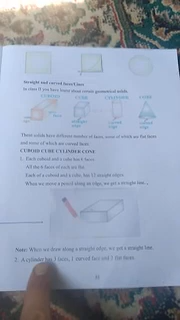 Straight and curved faces/Lines
In class II you have learnt about certain geometrical solids.
CUBOID CUBE CYLINDER CONE
These solids have different number of faces, some of which are flat faces
and some of which are curved faces
CUBOID CUBE CYLINDER CONE
1. Each cuboid and a cube has 6 faces
All the 6 faces of each are flat.
Each of a cuboid and a cube, has 12 straight edges.
When we move a pencil along an edge, we get a straight line...
Note: When we draw along a straight edge, we get a straight line.
2. A cylinder has 3 faces, 1 curved face and 2 flat faces.